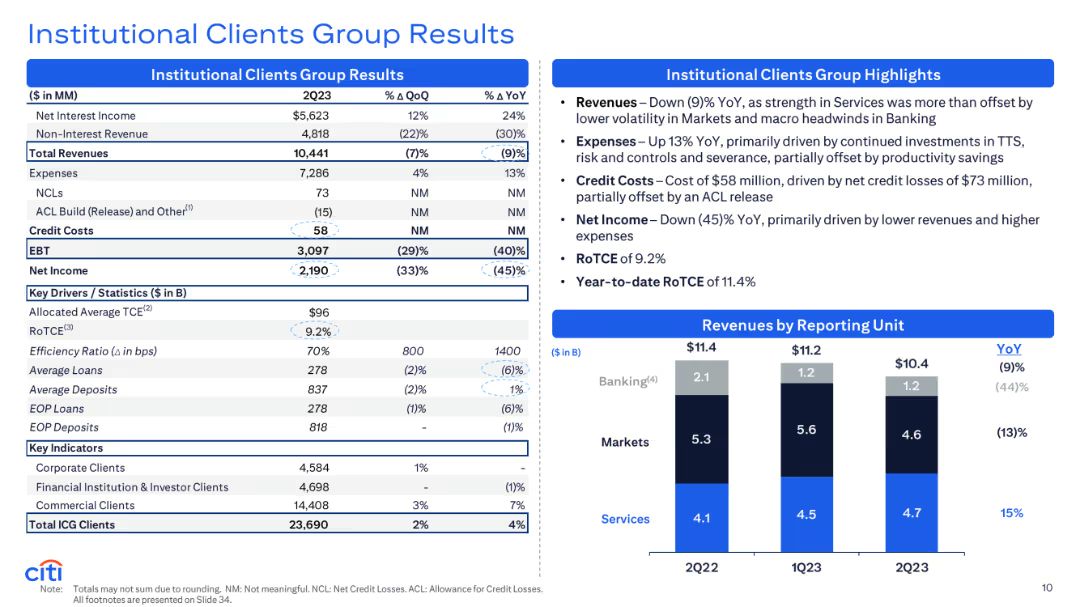 Institutional Clients Group Results
Institutional Clients Group Results
($ in MM) 2Q23 % Δ QoQ % Δ YoY
Net Interest Income $5,623 12% 24%
Non-Interest Revenue 4,818 (22)% (30)%
Total Revenues 10,441 (7)% (9)%
Expenses 7,286 4% 13%
NCLs 73 NM NM
ACL Build (Release) and Other(1) (15) NM NM
Credit Costs 58 NM NM
EBT 3,097 (29)% (40)%
Net Income 2,190 (33)% (45)%
Key Drivers / Statistics ($ in B)
Allocated Average TCE(2) $96
RoTCE(3) 9.2%
Efficiency Ratio (Δ in bps) 70% 800 1400
Average Loans 278 (2)% (6)%
Average Deposits 837 (2)% 1%
EOP Loans 278 (1)% (6)%
EOP Deposits 818 - (1)%
Key Indicators
Corporate Clients 4,584 1% -
Financial Institution & Investor Clients 4,698 - (1)%
Commercial Clients 14,408 3% 7%
Total ICG Clients 23,690 2% 4%
Institutional Clients Group Highlights
• Revenues – Down (9)% YoY, as strength in Services was more than offset by
lower volatility in Markets and macro headwinds in Banking
• Expenses – Up 13% YoY, primarily driven by continued investments in TTS,
risk and controls and severance, partially offset by productivity savings
• Credit Costs – Cost of $58 million, driven by net credit losses of $73 million,
partially offset by an ACL release
• Net Income – Down (45)% YoY, primarily driven by lower revenues and higher
expenses
• RoTCE of 9.2%
• Year-to-date RoTCE of 11.4%
Revenues by Reporting Unit
($ in B) $11.4 $11.2 $10.4 YoY
(9)%
Banking(4) 2.1 1.2 1.2 (44)%
Markets 5.3 5.6 4.6 (13)%
Services 4.1 4.5 4.7 15%
2Q22 1Q23 2Q23
citi
Note: Totals may not sum due to rounding. NM: Not meaningful. NCL: Net Credit Losses. ACL: Allowance for Credit Losses.
All footnotes are presented on Slide 34.
10